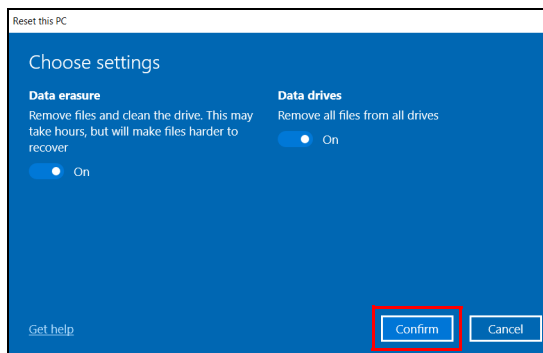 Reset this PC
Choose settings
Data erasure
Remove files and clean the drive. This may
take hours, but will make files harder to
recover
On
Data drives
Remove all files from all drives
On
Get help
Confirm
Cancel